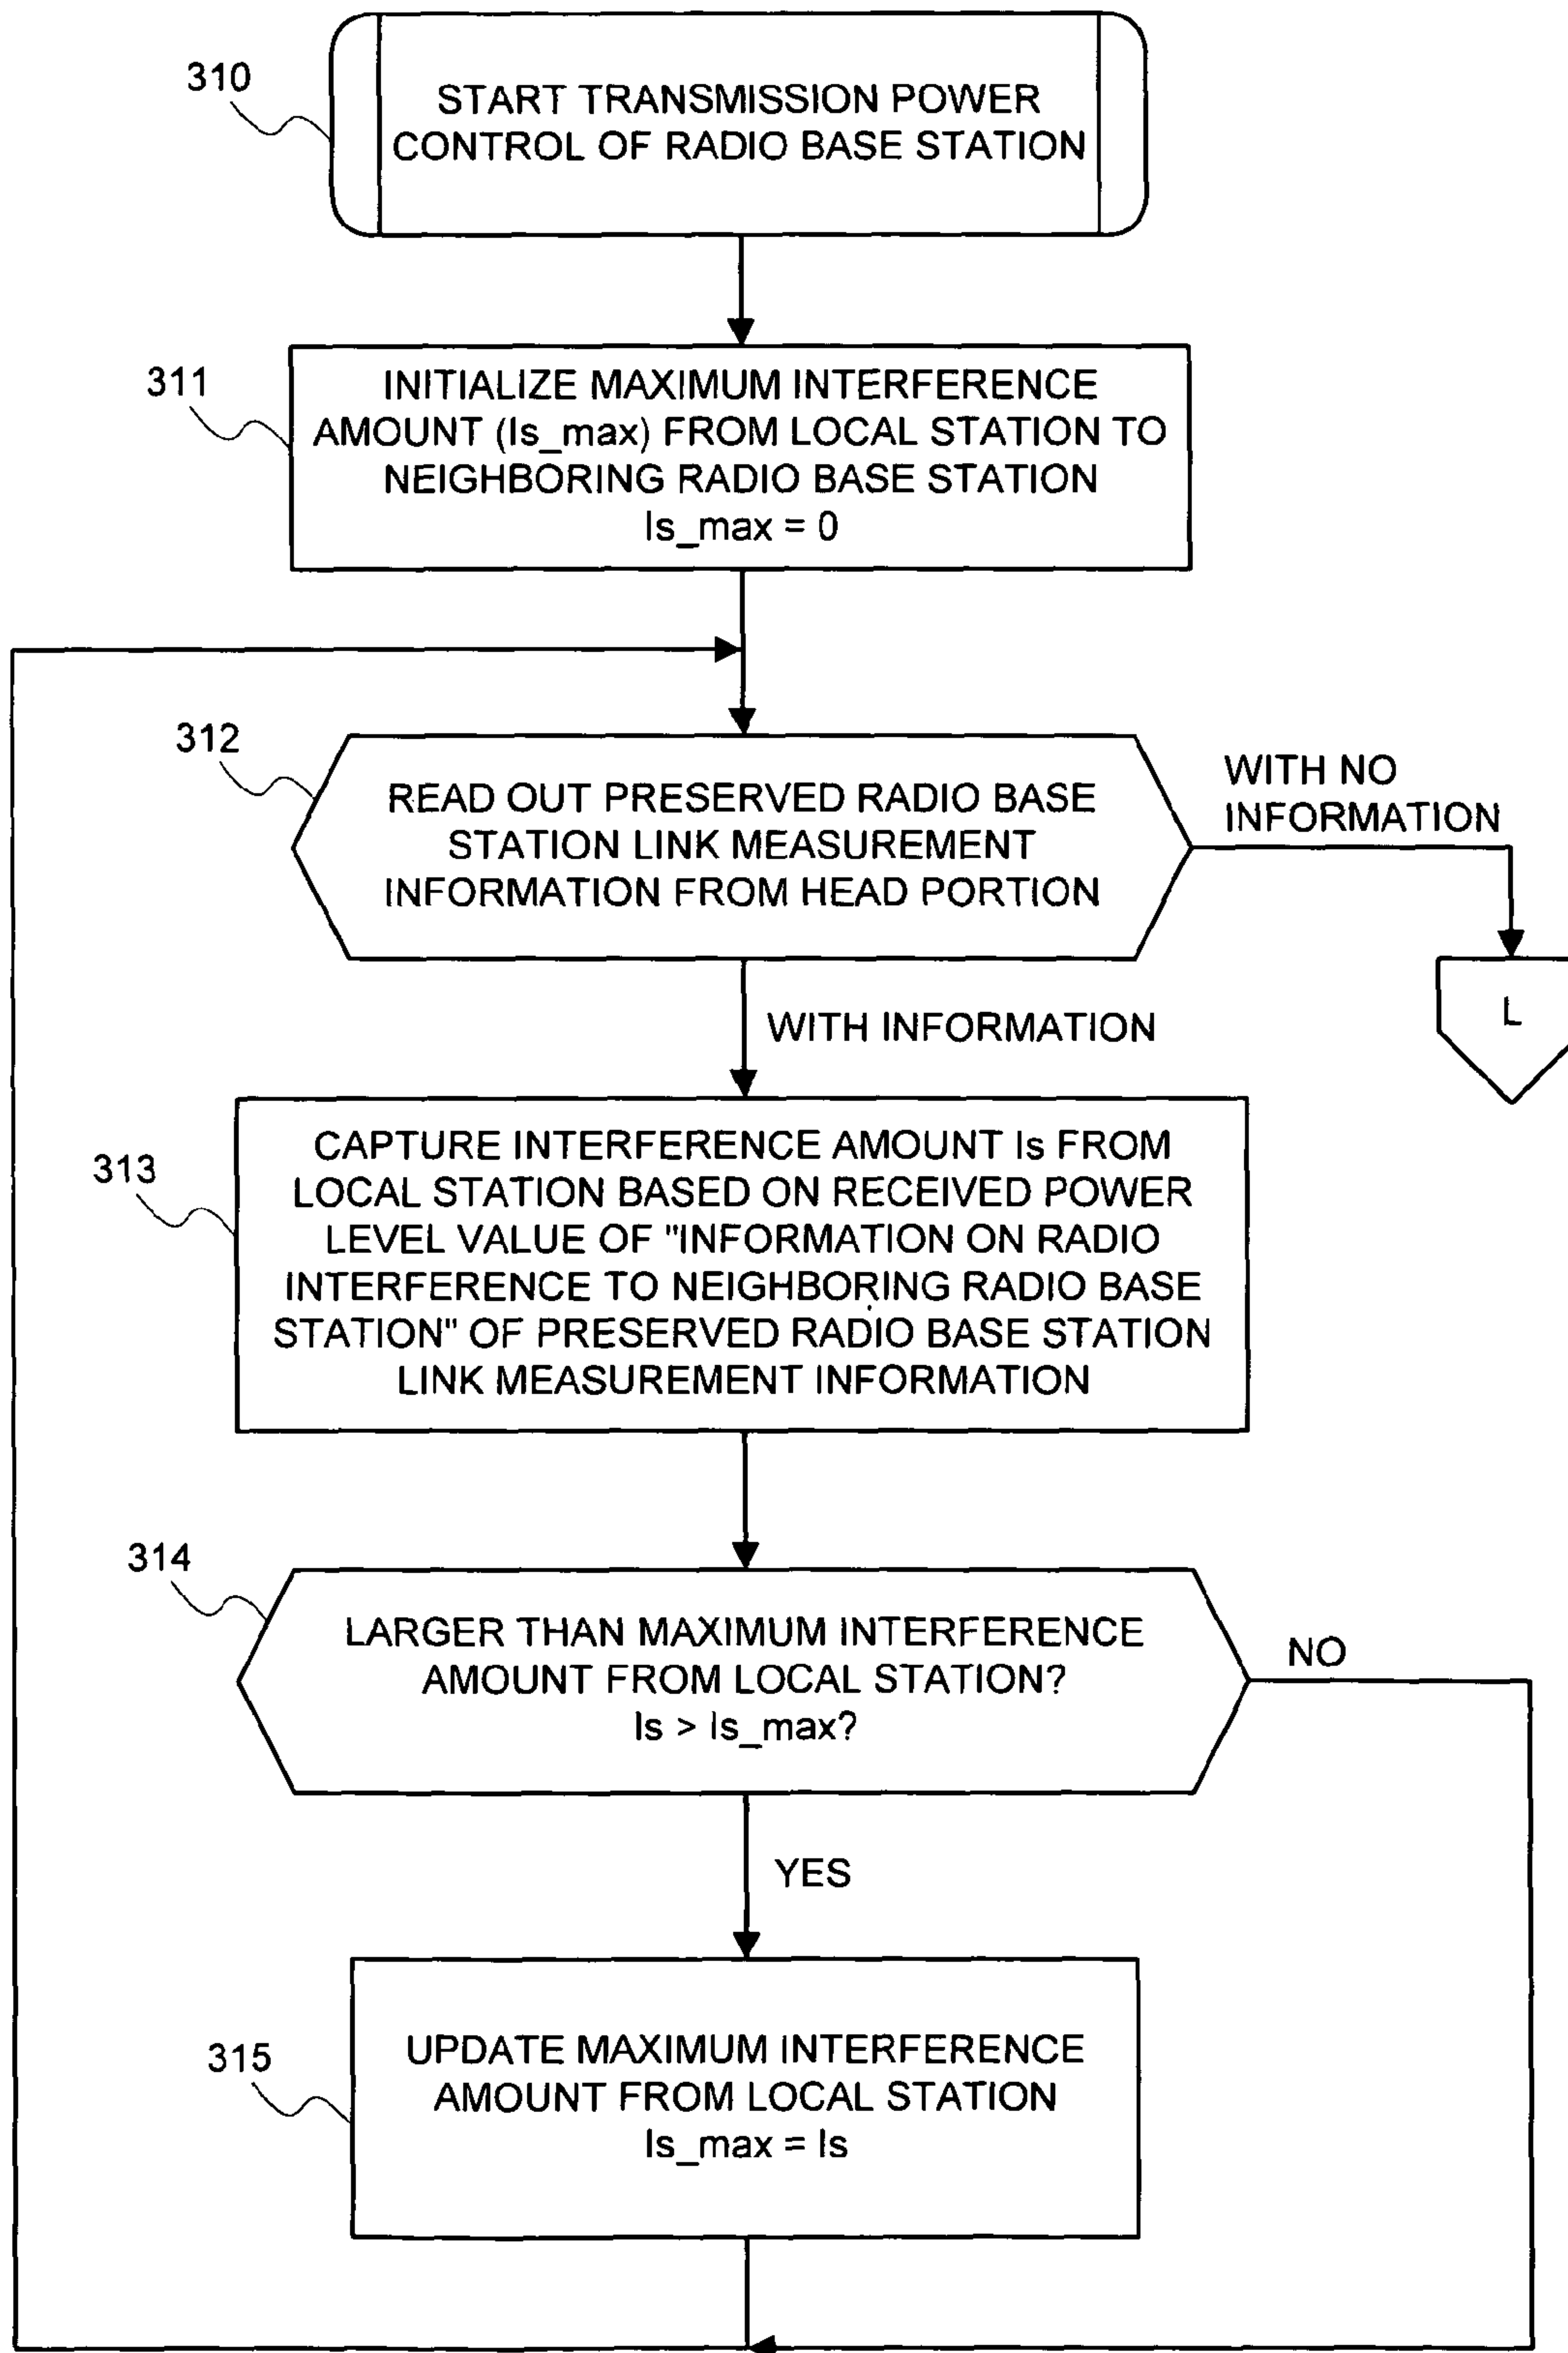 310
START TRANSMISSION POWER
CONTROL OF RADIO BASE STATION
311
INITIALIZE MAXIMUM INTERFERENCE
AMOUNT (Is_max) FROM LOCAL STATION TO
NEIGHBORING RADIO BASE STATION
Is_max = 0
312
READ OUT PRESERVED RADIO BASE
STATION LINK MEASUREMENT
INFORMATION FROM HEAD PORTION
WITH NO
INFORMATION
L
WITH INFORMATION
313
CAPTURE INTERFERENCE AMOUNT Is FROM
LOCAL STATION BASED ON RECEIVED POWER
LEVEL VALUE OF "INFORMATION ON RADIO
INTERFERENCE TO NEIGHBORING RADIO BASE
STATION" OF PRESERVED RADIO BASE STATION
LINK MEASUREMENT INFORMATION
314
LARGER THAN MAXIMUM INTERFERENCE
AMOUNT FROM LOCAL STATION?
Is > Is_max?
NO
YES
315
UPDATE MAXIMUM INTERFERENCE
AMOUNT FROM LOCAL STATION
Is_max = Is